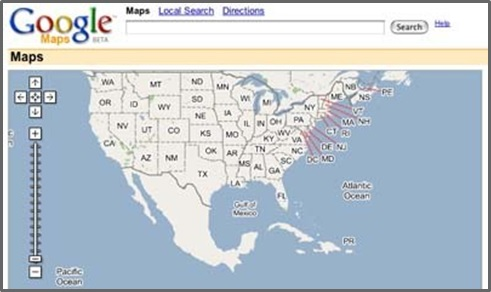 Google
Maps BETA
Maps Local Search Directions
Search
Help
Maps
WA
MT
ND
MN
OR
ID
WY
SD
WI
MI
NB
PE
ME
NS
NV
UT
CO
NE
IA
IL
IN
OH
PA
NY
VT
MA
NH
CT
RI
CA
AZ
NM
KS
MO
KY
WV
VA
DE
NJ
DC
MD
OK
AR
TN
NC
SC
TX
LA
MS
AL
GA
FL
Gulf of
Mexico
Atlantic
Ocean
PR
Pacific
Ocean